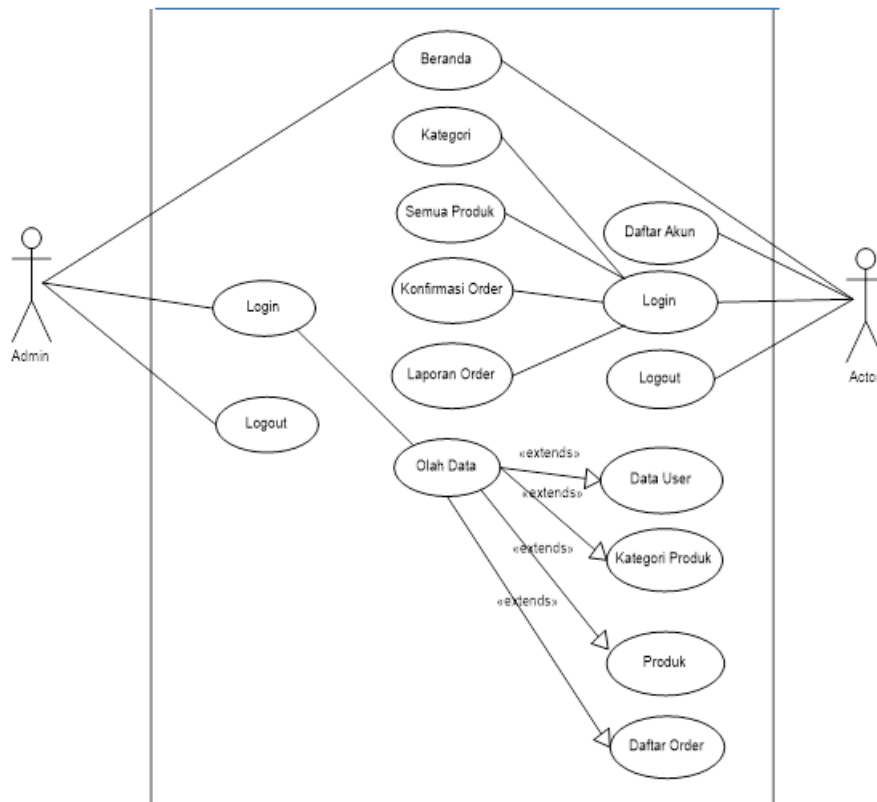 Beranda
Kategori
Semua Produk
Daftar Akun
Konfirmasi Order
Login
Login
Admin
Laporan Order
Logout
Acto
Logout
Olah Data
«extends»
Data User
«extends»
«extends»
Kategori Produk
«extends»
Produk
Daftar Order